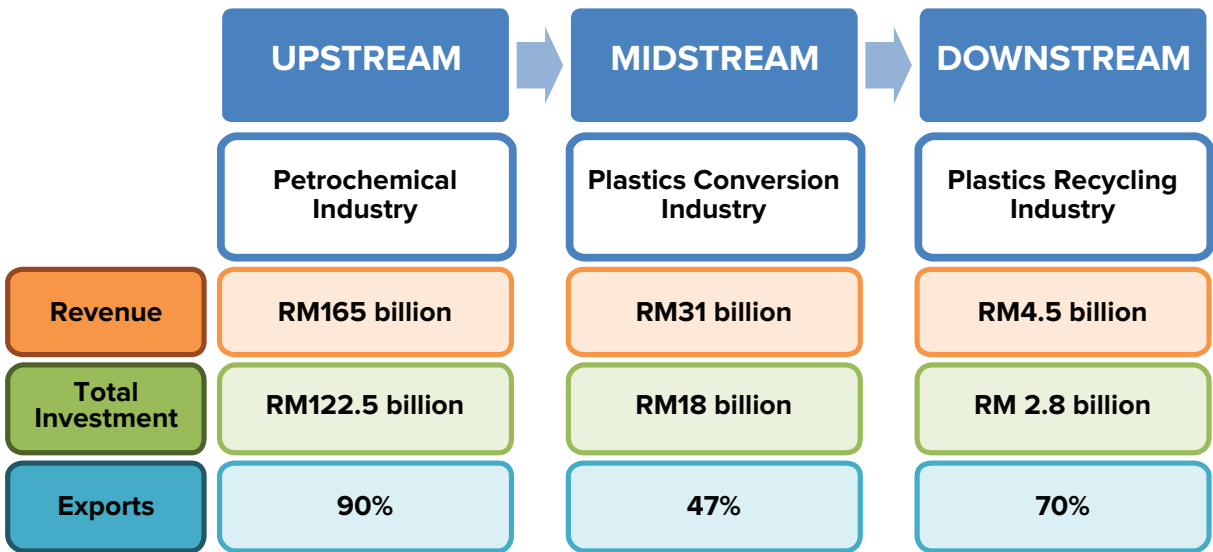 UPSTREAM
MIDSTREAM
DOWNSTREAM
Petrochemical
Industry
Plastics Conversion
Industry
Plastics Recycling
Industry
Revenue
RM165 billion
RM31 billion
RM4.5 billion
Total
Investment
RM122.5 billion
RM18 billion
RM 2.8 billion
Exports
90%
47%
70%